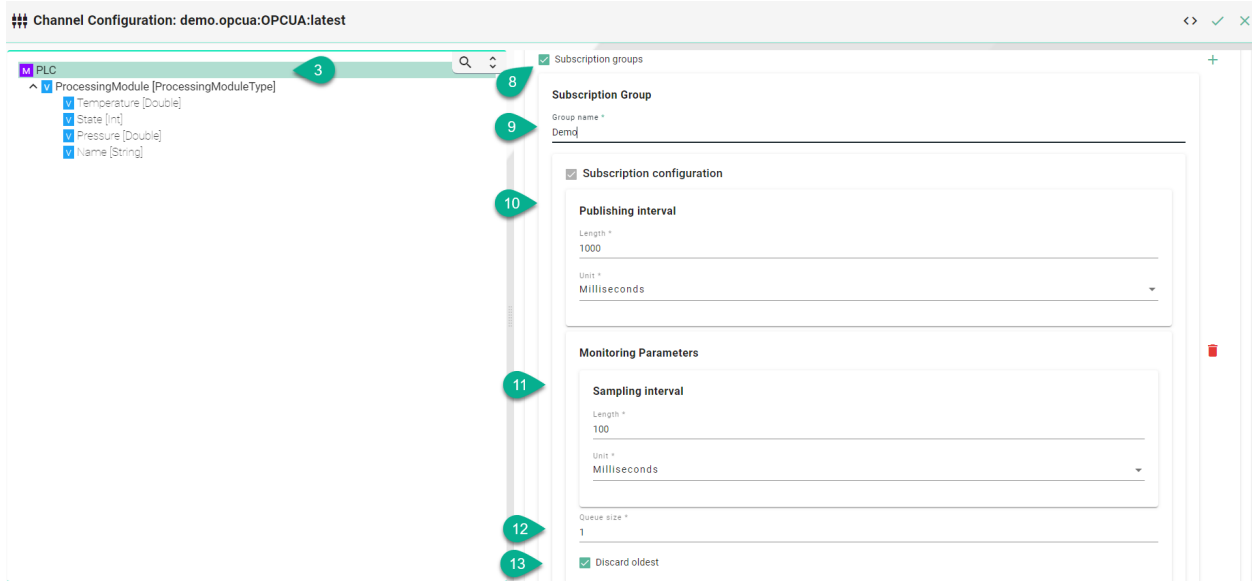 Channel Configuration: demo.opcua:OPCUA:latest
M PLC
3
V ProcessingModule [ProcessingModuleType]
V Temperature [Double]
V State [Int]
V Pressure [Double]
V Name [String]
8
Subscription groups
Subscription Group
9
Group name *
Demo
Subscription configuration
10
Publishing interval
Length *
1000
Unit *
Milliseconds
Monitoring Parameters
11
Sampling interval
Length *
100
Unit *
Milliseconds
12
Queue size *
1
13
Discard oldest